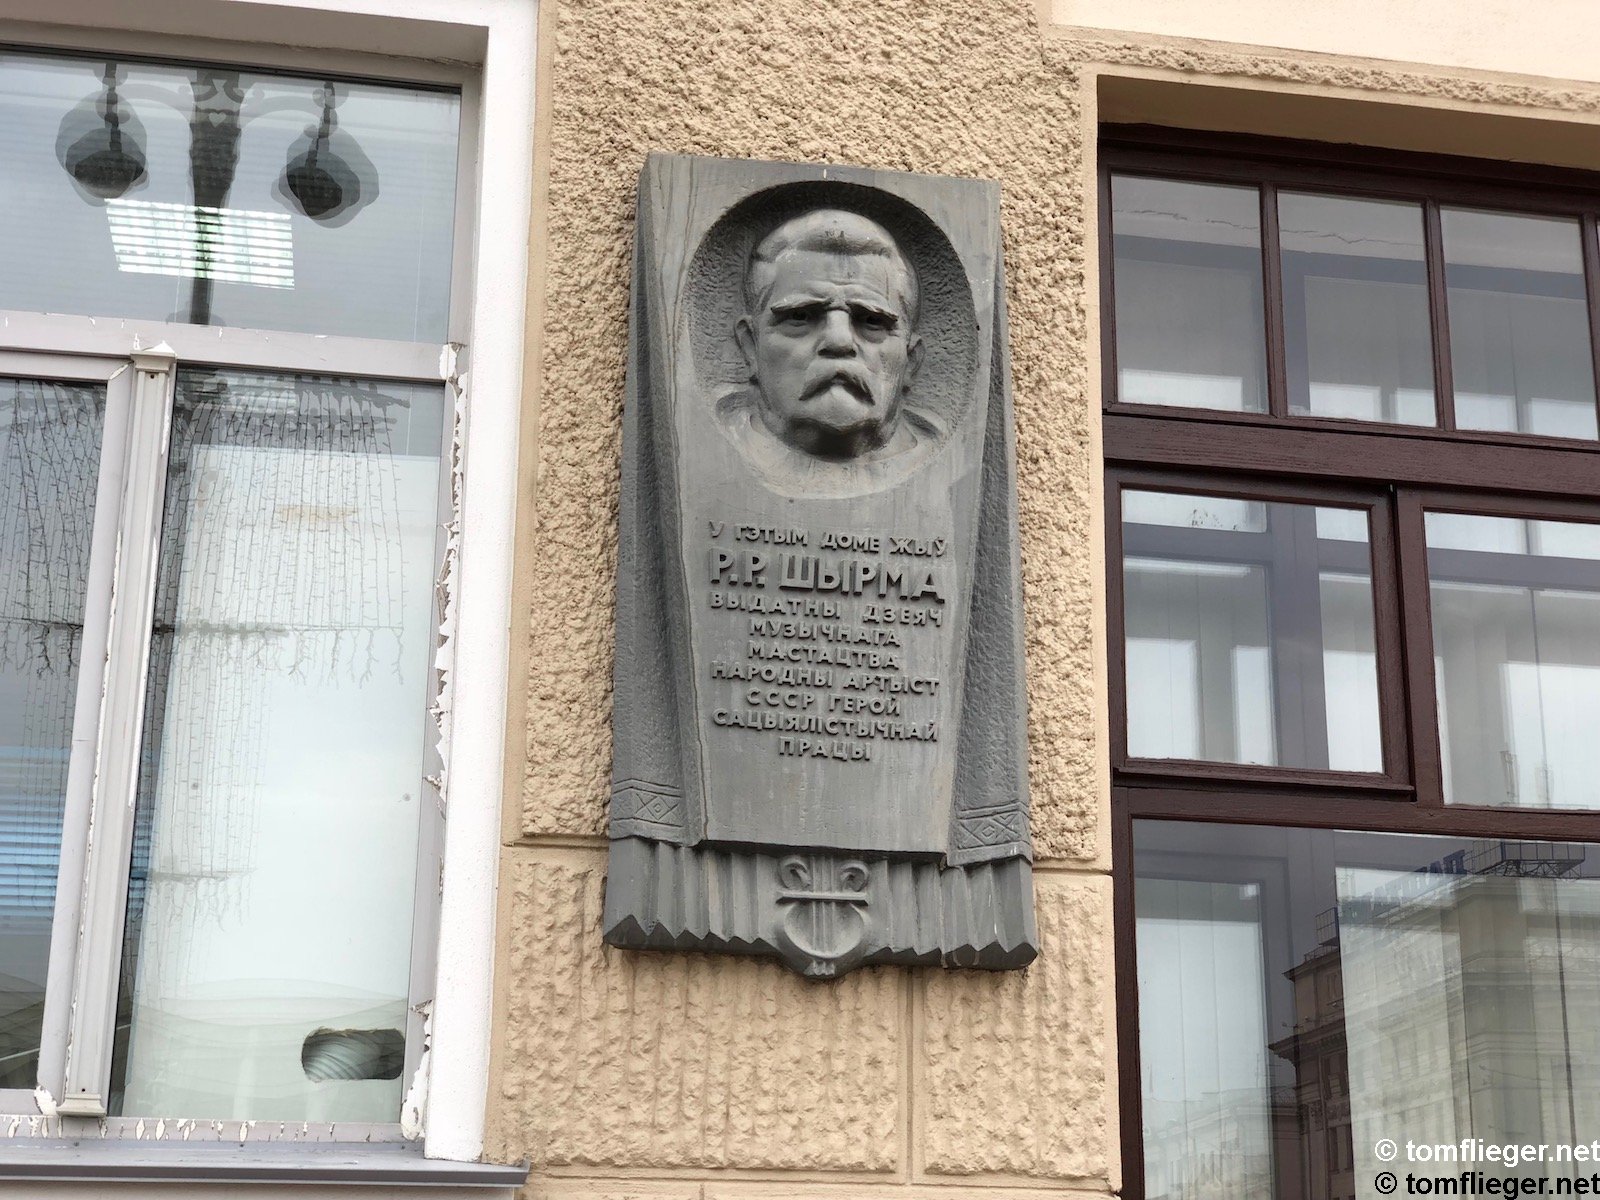 У ГЭТЫМ ДОМЕ ЖЫЎ
Р.Р. ШЫРМА
ВЫДАТНЫ ДЗЕЯЧ
МУЗЫЧНАГА
МАСТАЦТВА
НАРОДНЫ АРТЫСТ
СССР ГЕРОЙ
САЦЫЯЛІСТЫЧНАЙ
ПРАЦЫ
© tomflieger.net
© tomflieger.net